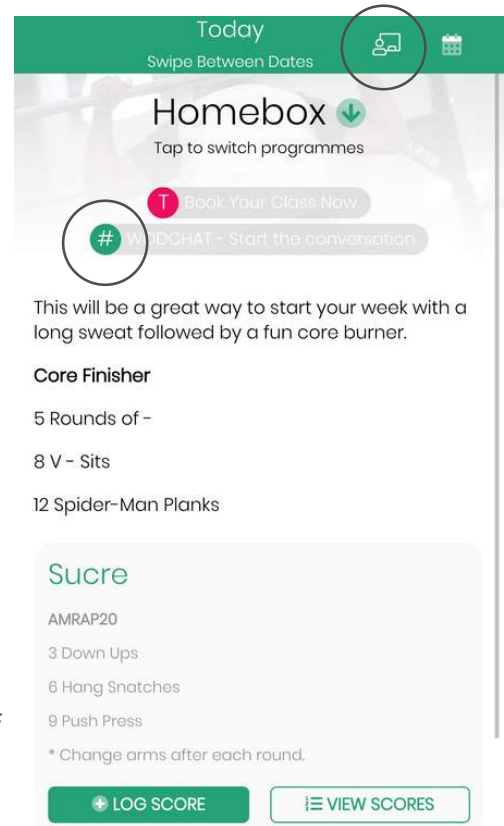 Today
Swipe Between Dates
Homebox
Tap to switch programmes
T Book Your Class Now
# WODCHAT - Start the conversation
This will be a great way to start your week with a
long sweat followed by a fun core burner.
Core Finisher
5 Rounds of -
8 V - Sits
12 Spider-Man Planks
Sucre
AMRAP20
3 Down Ups
6 Hang Snatches
9 Push Press
* Change arms after each round.
LOG SCORE
VIEW SCORES